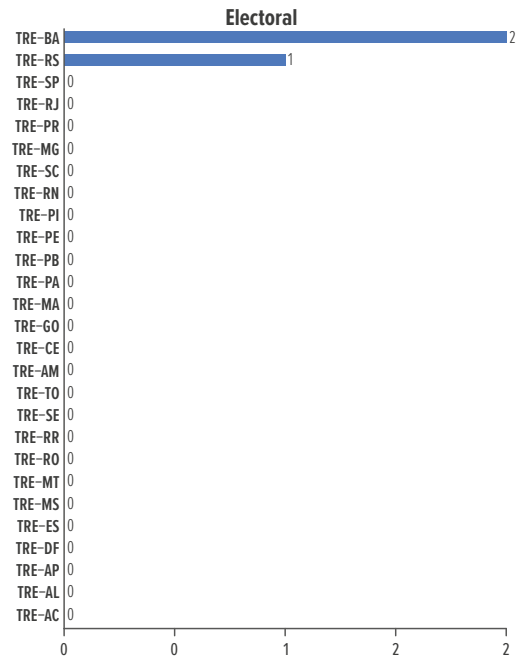 Electoral
TRE-BA 2
TRE-RS 1
TRE-SP 0
TRE-RJ 0
TRE-PR 0
TRE-MG 0
TRE-SC 0
TRE-RN 0
TRE-PI 0
TRE-PE 0
TRE-PB 0
TRE-PA 0
TRE-MA 0
TRE-GO 0
TRE-CE 0
TRE-AM 0
TRE-TO 0
TRE-SE 0
TRE-RR 0
TRE-RO 0
TRE-MT 0
TRE-MS 0
TRE-ES 0
TRE-DF 0
TRE-AP 0
TRE-AL 0
TRE-AC 0
0 0 1 2 2